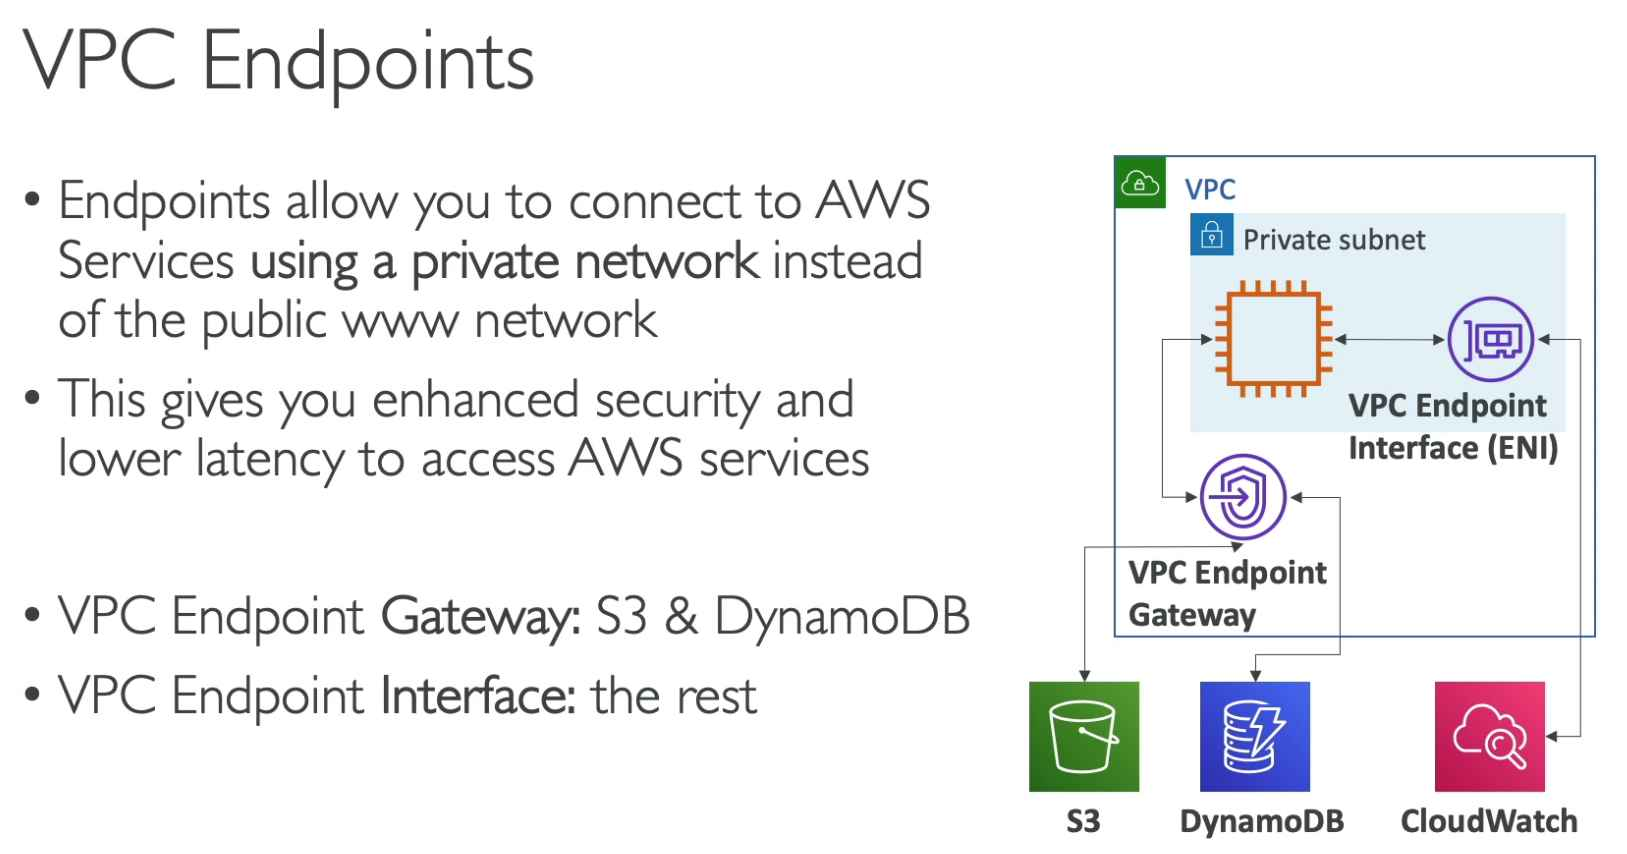 VPC Endpoints
• Endpoints allow you to connect to AWS
Services using a private network instead
of the public www network
• This gives you enhanced security and
lower latency to access AWS services
• VPC Endpoint Gateway: S3 & DynamoDB
• VPC Endpoint Interface: the rest
VPC
Private subnet
VPC Endpoint
Interface (ENI)
VPC Endpoint
Gateway
S3
DynamoDB
CloudWatch